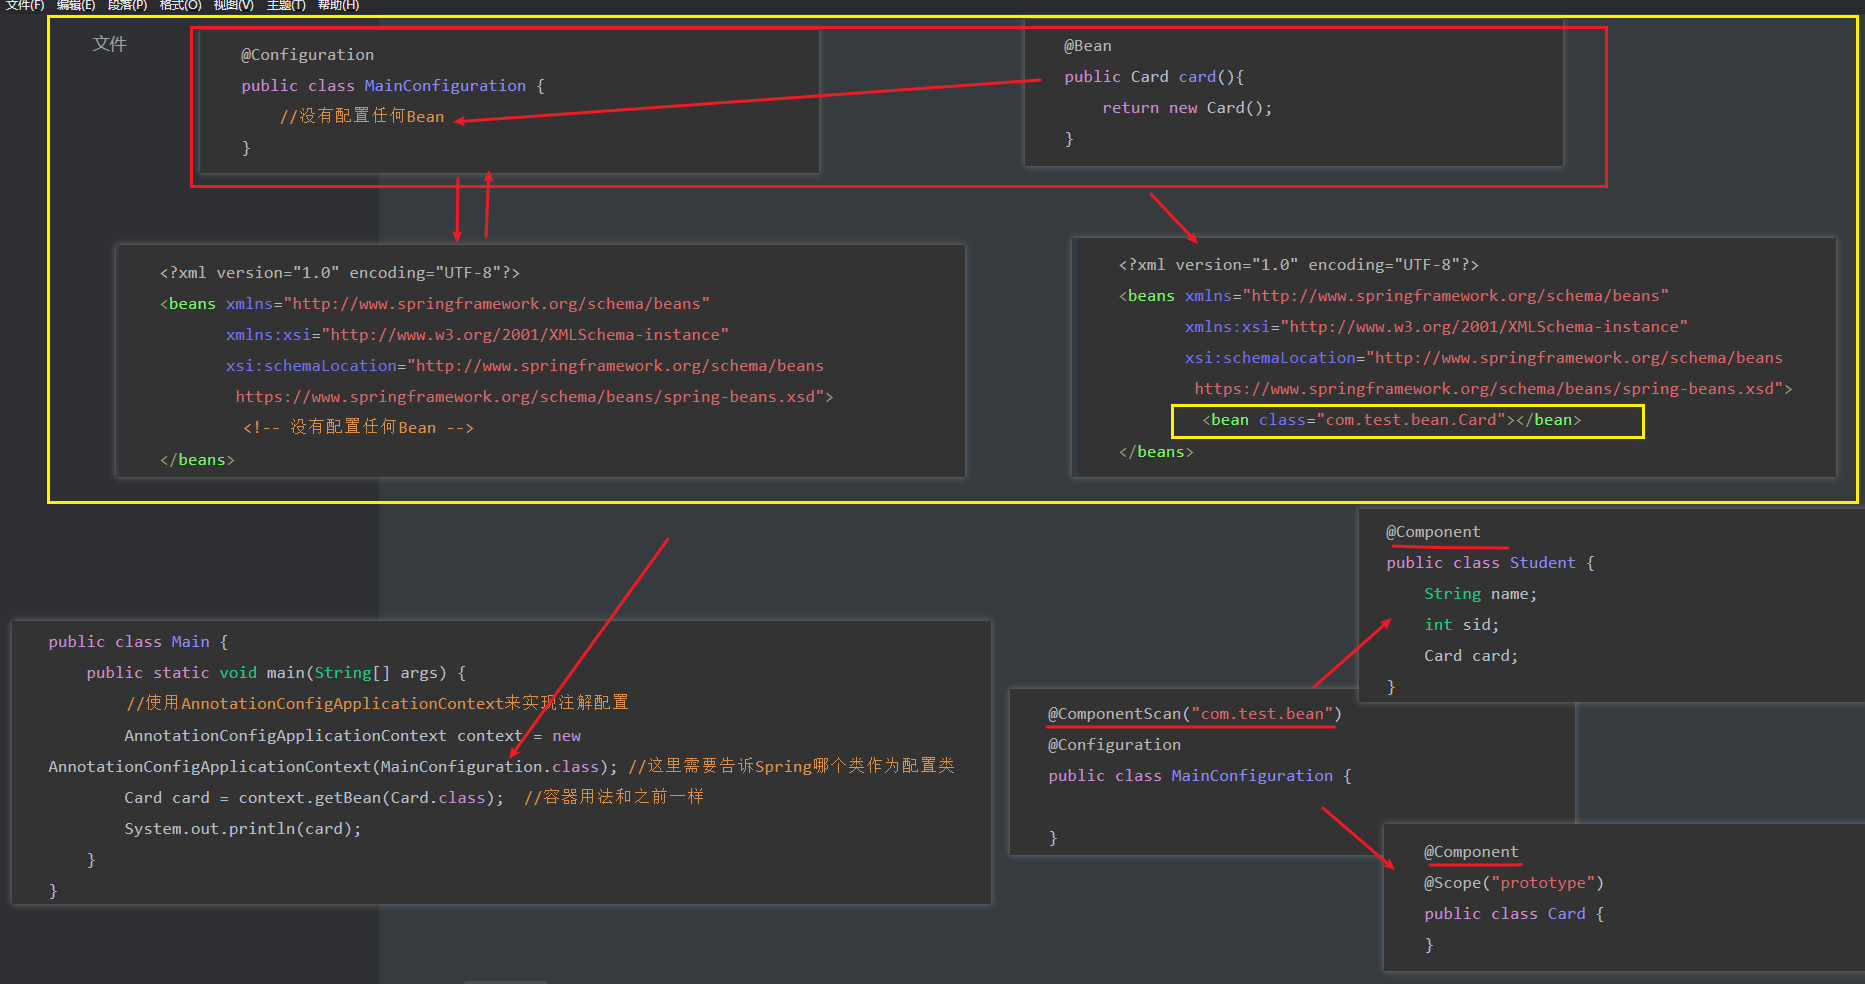 文件(F) 编辑(E) 段落(P) 格式(O) 视图(V) 主题(T) 帮助(H)
文件
@Configuration
public class MainConfiguration {
//没有配置任何Bean
}
@Bean
public Card card(){
return new Card();
}
<?xml version="1.0" encoding="UTF-8"?>
<beans xmlns="http://www.springframework.org/schema/beans"
xmlns:xsi="http://www.w3.org/2001/XMLSchema-instance"
xsi:schemaLocation="http://www.springframework.org/schema/beans
https://www.springframework.org/schema/beans/spring-beans.xsd">
<!-- 没有配置任何Bean -->
</beans>
<?xml version="1.0" encoding="UTF-8"?>
<beans xmlns="http://www.springframework.org/schema/beans"
xmlns:xsi="http://www.w3.org/2001/XMLSchema-instance"
xsi:schemaLocation="http://www.springframework.org/schema/beans
https://www.springframework.org/schema/beans/spring-beans.xsd">
<bean class="com.test.bean.Card"></bean>
</beans>
public class Main {
public static void main(String[] args) {
//使用AnnotationConfigApplicationContext来实现注解配置
AnnotationConfigApplicationContext context = new
AnnotationConfigApplicationContext(MainConfiguration.class); //这里需要告诉Spring哪个类作为配置类
Card card = context.getBean(Card.class); //容器用法和之前一样
System.out.println(card);
}
}
@ComponentScan("com.test.bean")
@Configuration
public class MainConfiguration {
}
@Component
public class Student {
String name;
int sid;
Card card;
}
@Component
@Scope("prototype")
public class Card {
}